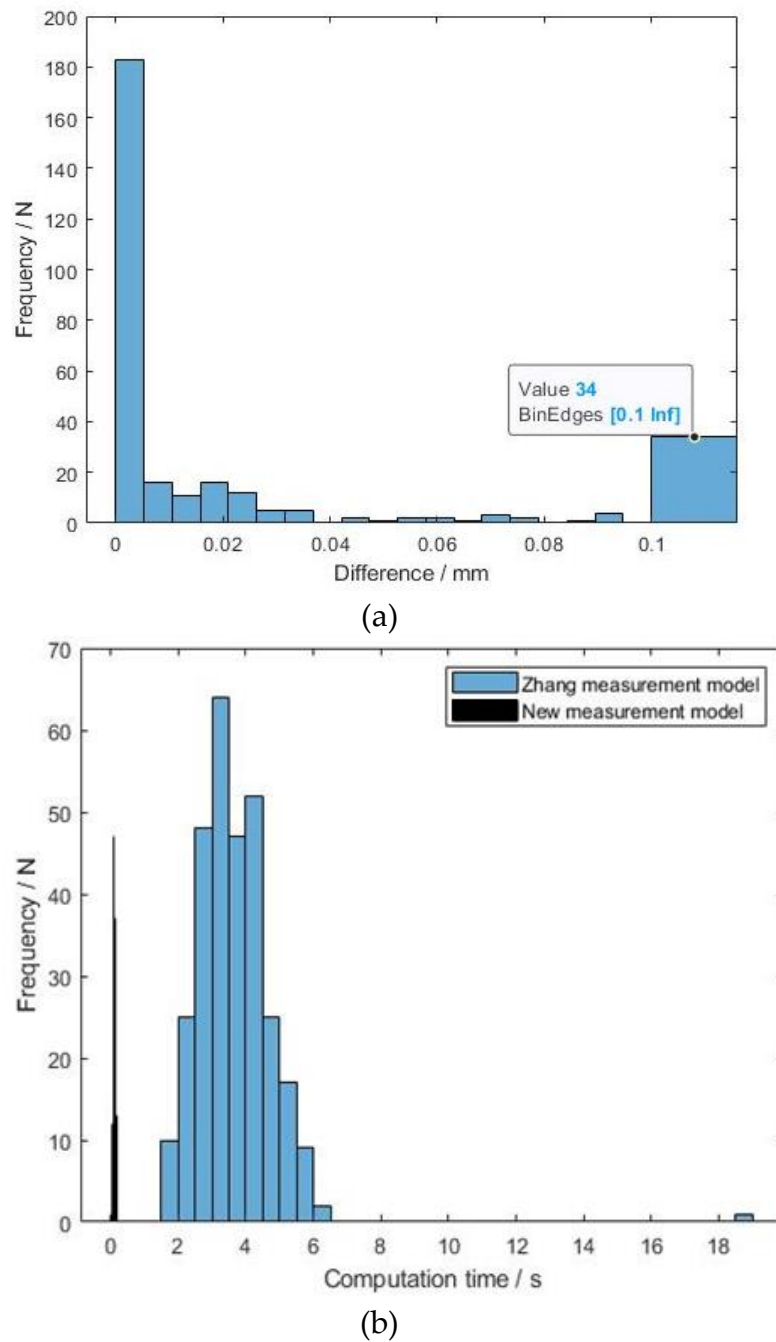 200
180
160
140
120
100
80
60
40
20
0
Frequency / N
Value 34
BinEdges [0.1 Inf]
0 0.02 0.04 0.06 0.08 0.1
Difference / mm
(a)
70
60
50
40
30
20
10
0
Frequency / N
Zhang measurement model
New measurement model
0 2 4 6 8 10 12 14 16 18
Computation time / s
(b)